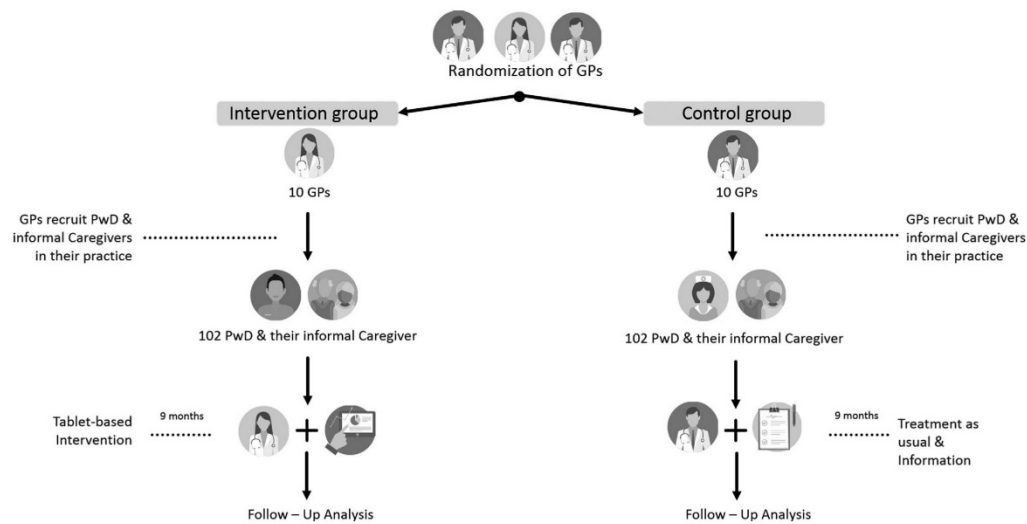 Randomization of GPs
Intervention group
Control group
10 GPs
10 GPs
GPs recruit PwD &
informal Caregivers
in their practice
GPs recruit PwD &
informal Caregivers
in their practice
102 PwD & their informal Caregiver
102 PwD & their informal Caregiver
Tablet-based
Intervention
9 months
9 months
Treatment as
usual &
Information
Follow – Up Analysis
Follow – Up Analysis